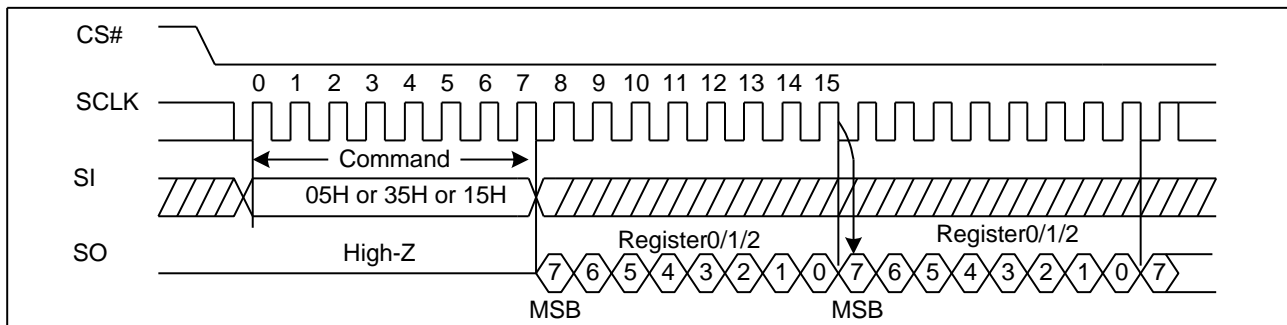 CS#
0 1 2 3 4 5 6 7 8 9 10 11 12 13 14 15
SCLK
Command
SI
05H or 35H or 15H
Register0/1/2 Register0/1/2
SO High-Z
7 6 5 4 3 2 1 0 7 6 5 4 3 2 1 0 7
MSB MSB